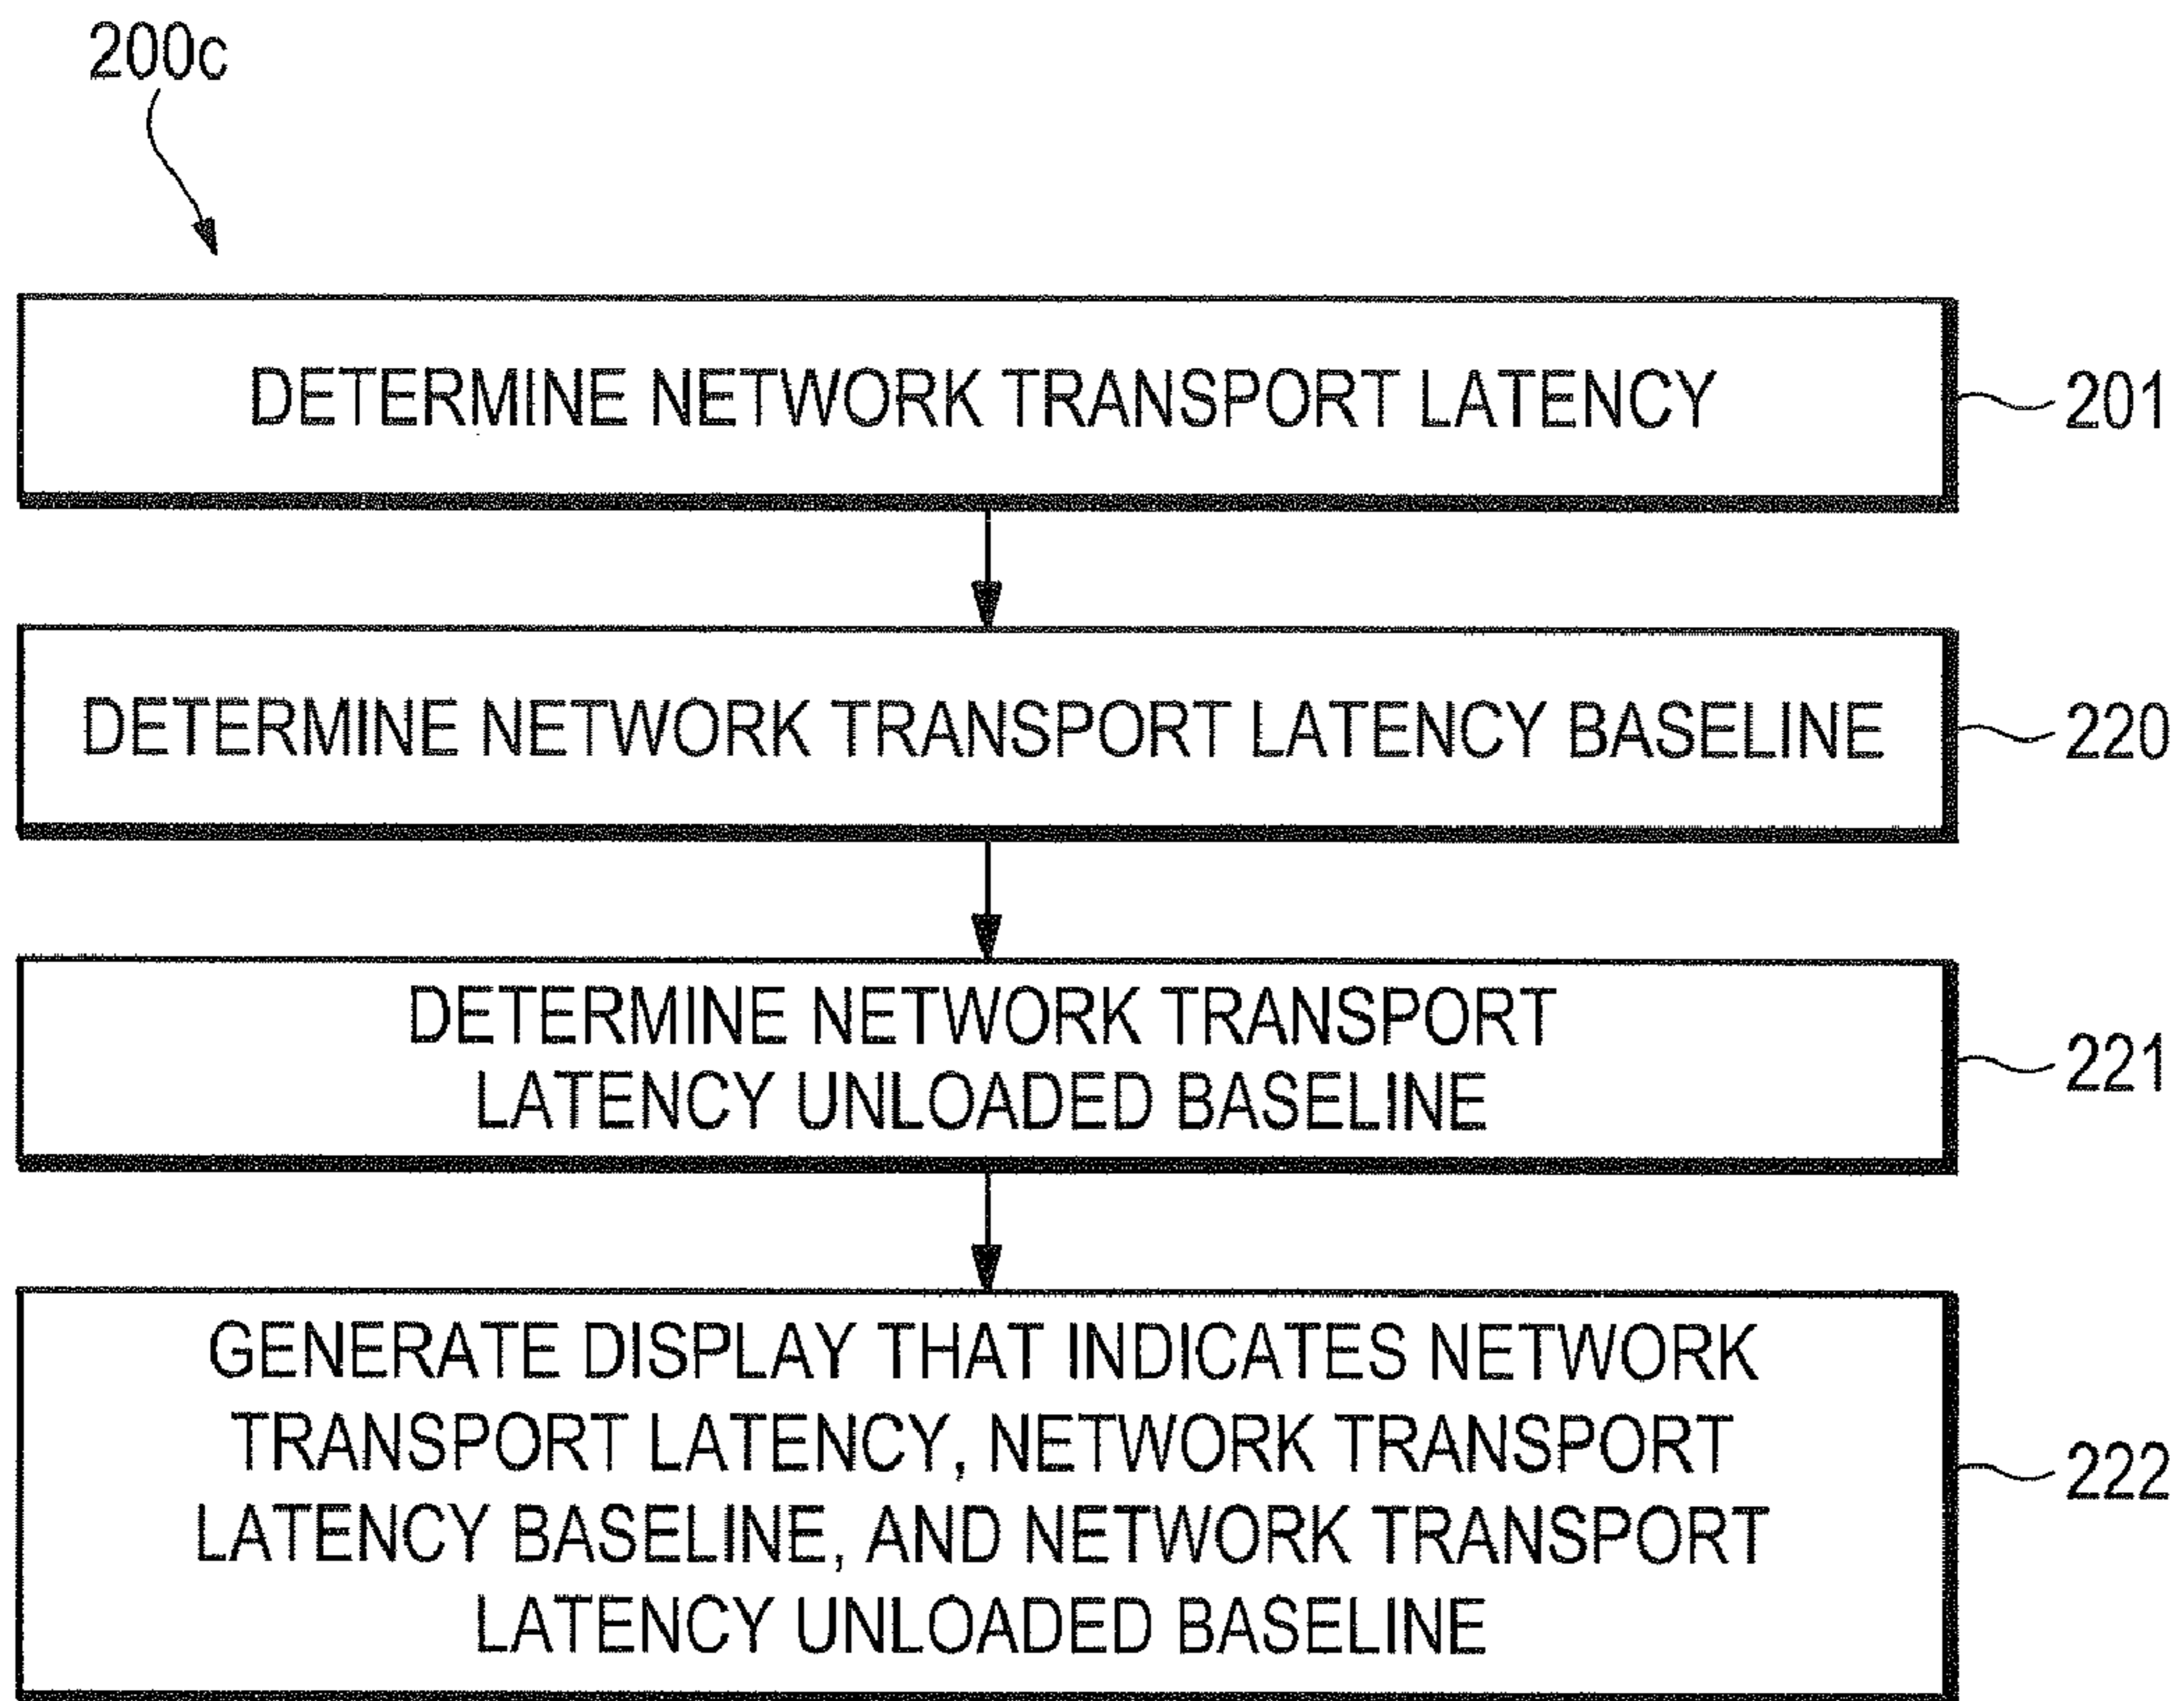 200c
DETERMINE NETWORK TRANSPORT LATENCY
201
DETERMINE NETWORK TRANSPORT LATENCY BASELINE
220
DETERMINE NETWORK TRANSPORT
LATENCY UNLOADED BASELINE
221
GENERATE DISPLAY THAT INDICATES NETWORK
TRANSPORT LATENCY, NETWORK TRANSPORT
LATENCY BASELINE, AND NETWORK TRANSPORT
LATENCY UNLOADED BASELINE
222